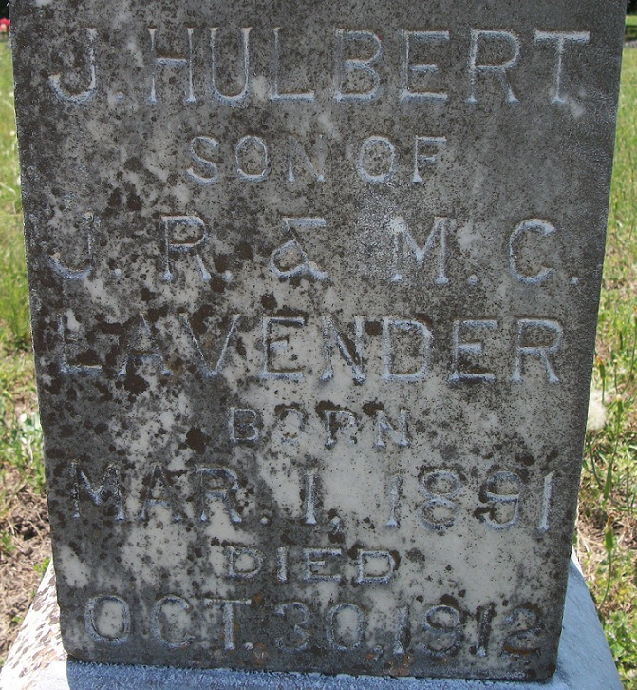 J. HULBERT
SON OF
J. R. & M. C.
LAVENDER
BORN
MAR. 1, 1891
DIED
OCT. 30, 1912